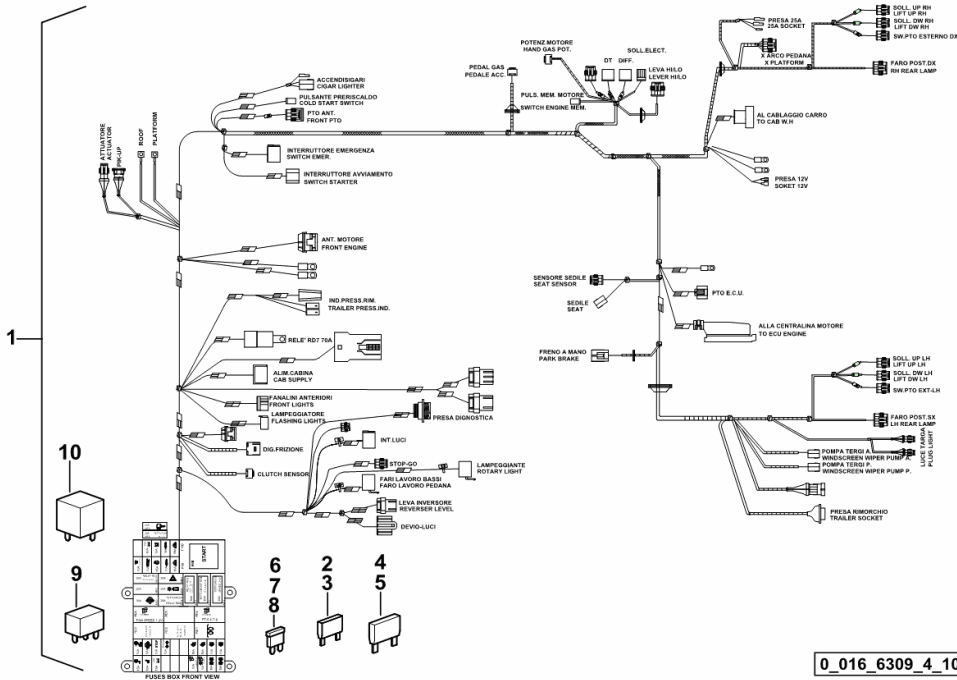 SOLL. UP RH
LIFT UP RH
SOLL. DW RH
LIFT DW RH
SW.PTO ESTERNO DX
PRESA 25A
25A SOCKET
X ARCO PEDANA
X PLATFORM
FARO POST.DX
RH REAR LAMP
POTENZ.MOTORE
HAND GAS POT.
SOLL.ELECT.
DT
DIFF.
LEVA HI/LO
LEVER HI/LO
PEDAL GAS
PEDALE ACC.
PULS. MEM. MOTORE
SWITCH ENGINE MEM.
ACCENDISIGARI
CIGAR LIGHTER
PULSANTE PRERISCALDO
COLD START SWITCH
PTO ANT.
FRONT PTO
AL CABLAGGIO CARRO
TO CAB W.H
INTERRUTTORE EMERGENZA
SWITCH EMER.
INTERRUTTORE AVVIAMENTO
SWITCH STARTER
PRESA 12V
SOKET 12V
ATTUATORE
ACTUATOR
PIK-UP
ROOF
PLATFORM
ANT. MOTORE
FRONT ENGINE
SENSORE SEDILE
SEAT SENSOR
SEDILE
SEAT
PTO E.C.U.
IND.PRESS.RIM.
TRAILER PRESS.IND.
ALLA CENTRALINA MOTORE
TO ECU ENGINE
1
RELE' RD7 70A
FRENO A MANO
PARK BRAKE
ALIM.CABINA
CAB SUPPLY
SOLL. UP LH
LIFT UP LH
SOLL. DW LH
LIFT DW LH
SW.PTO EXT-LH
FANALINI ANTERIORI
FRONT LIGHTS
LAMPEGGIATORE
FLASHING LIGHTS
PRESA DIGNOSTICA
FARO POST.SX
LH REAR LAMP
INT.LUCI
DIG.FRIZIONE
LUCE TARGA
PLUG LIGHT
POMPA TERGI A.
WINDSCREEN WIPER PUMP A.
POMPA TERGI P.
WINDSCREEN WIPER PUMP P.
STOP-GO
LAMPEGGIANTE
ROTARY LIGHT
CLUTCH SENSOR
FARI LAVORO BASSI
FARO LAVORO PEDANA
LEVA INVERSORE
REVERSER LEVEL
DEVIO-LUCI
PRESA RIMORCHIO
TRAILER SOCKET
10
9
START
6
7
8
2
3
4
5
FUSES BOX FRONT VIEW
0_016_6309_4_10